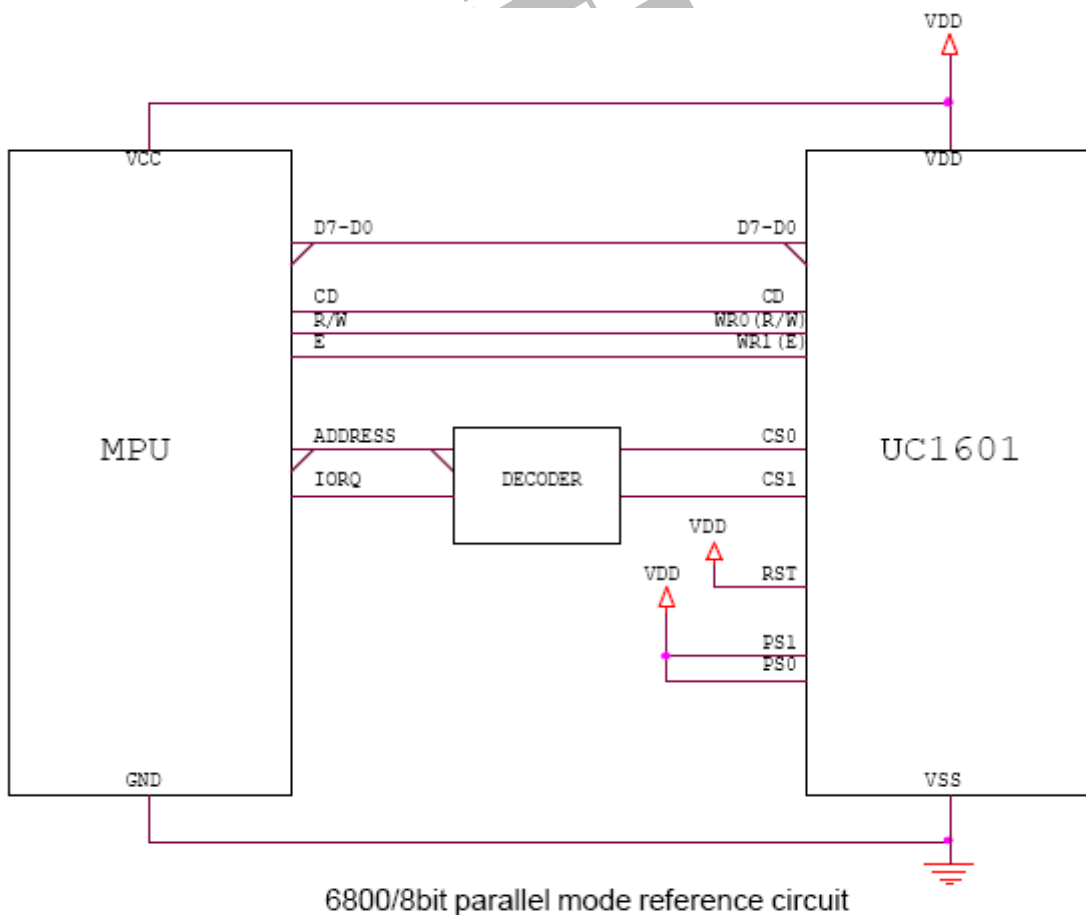 VDD
VCC VDD
D7-D0 D7-D0
CD CD
R/W WR0(R/W)
E WR1(E)
MPU ADDRESS CS0 UC1601
IORQ DECODER CS1
VDD
VDD RST
PS1
PS0
GND VSS
6800/8bit parallel mode reference circuit